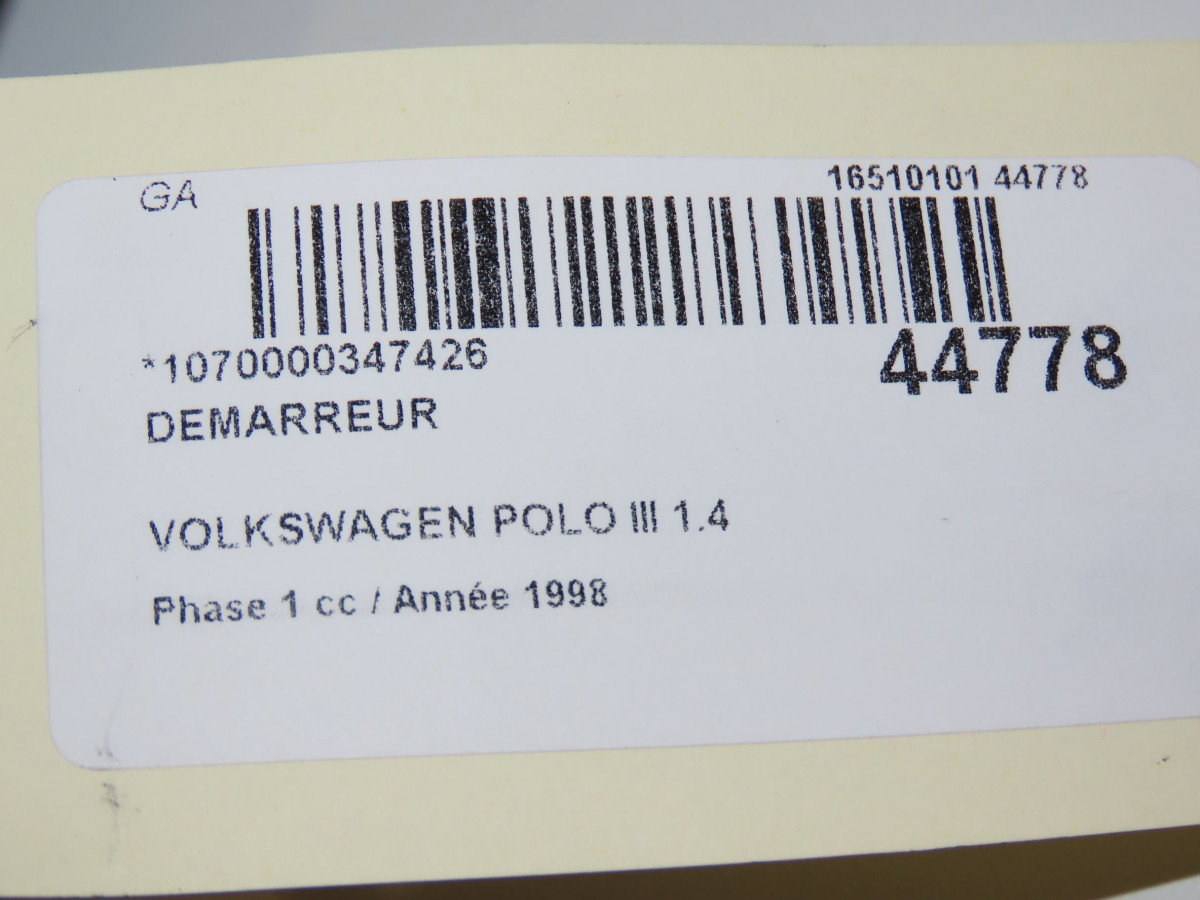 GA
16510101 44778
*1070000347426
44778
DEMARREUR
VOLKSWAGEN POLO III 1.4
Phase 1 cc / Année 1998